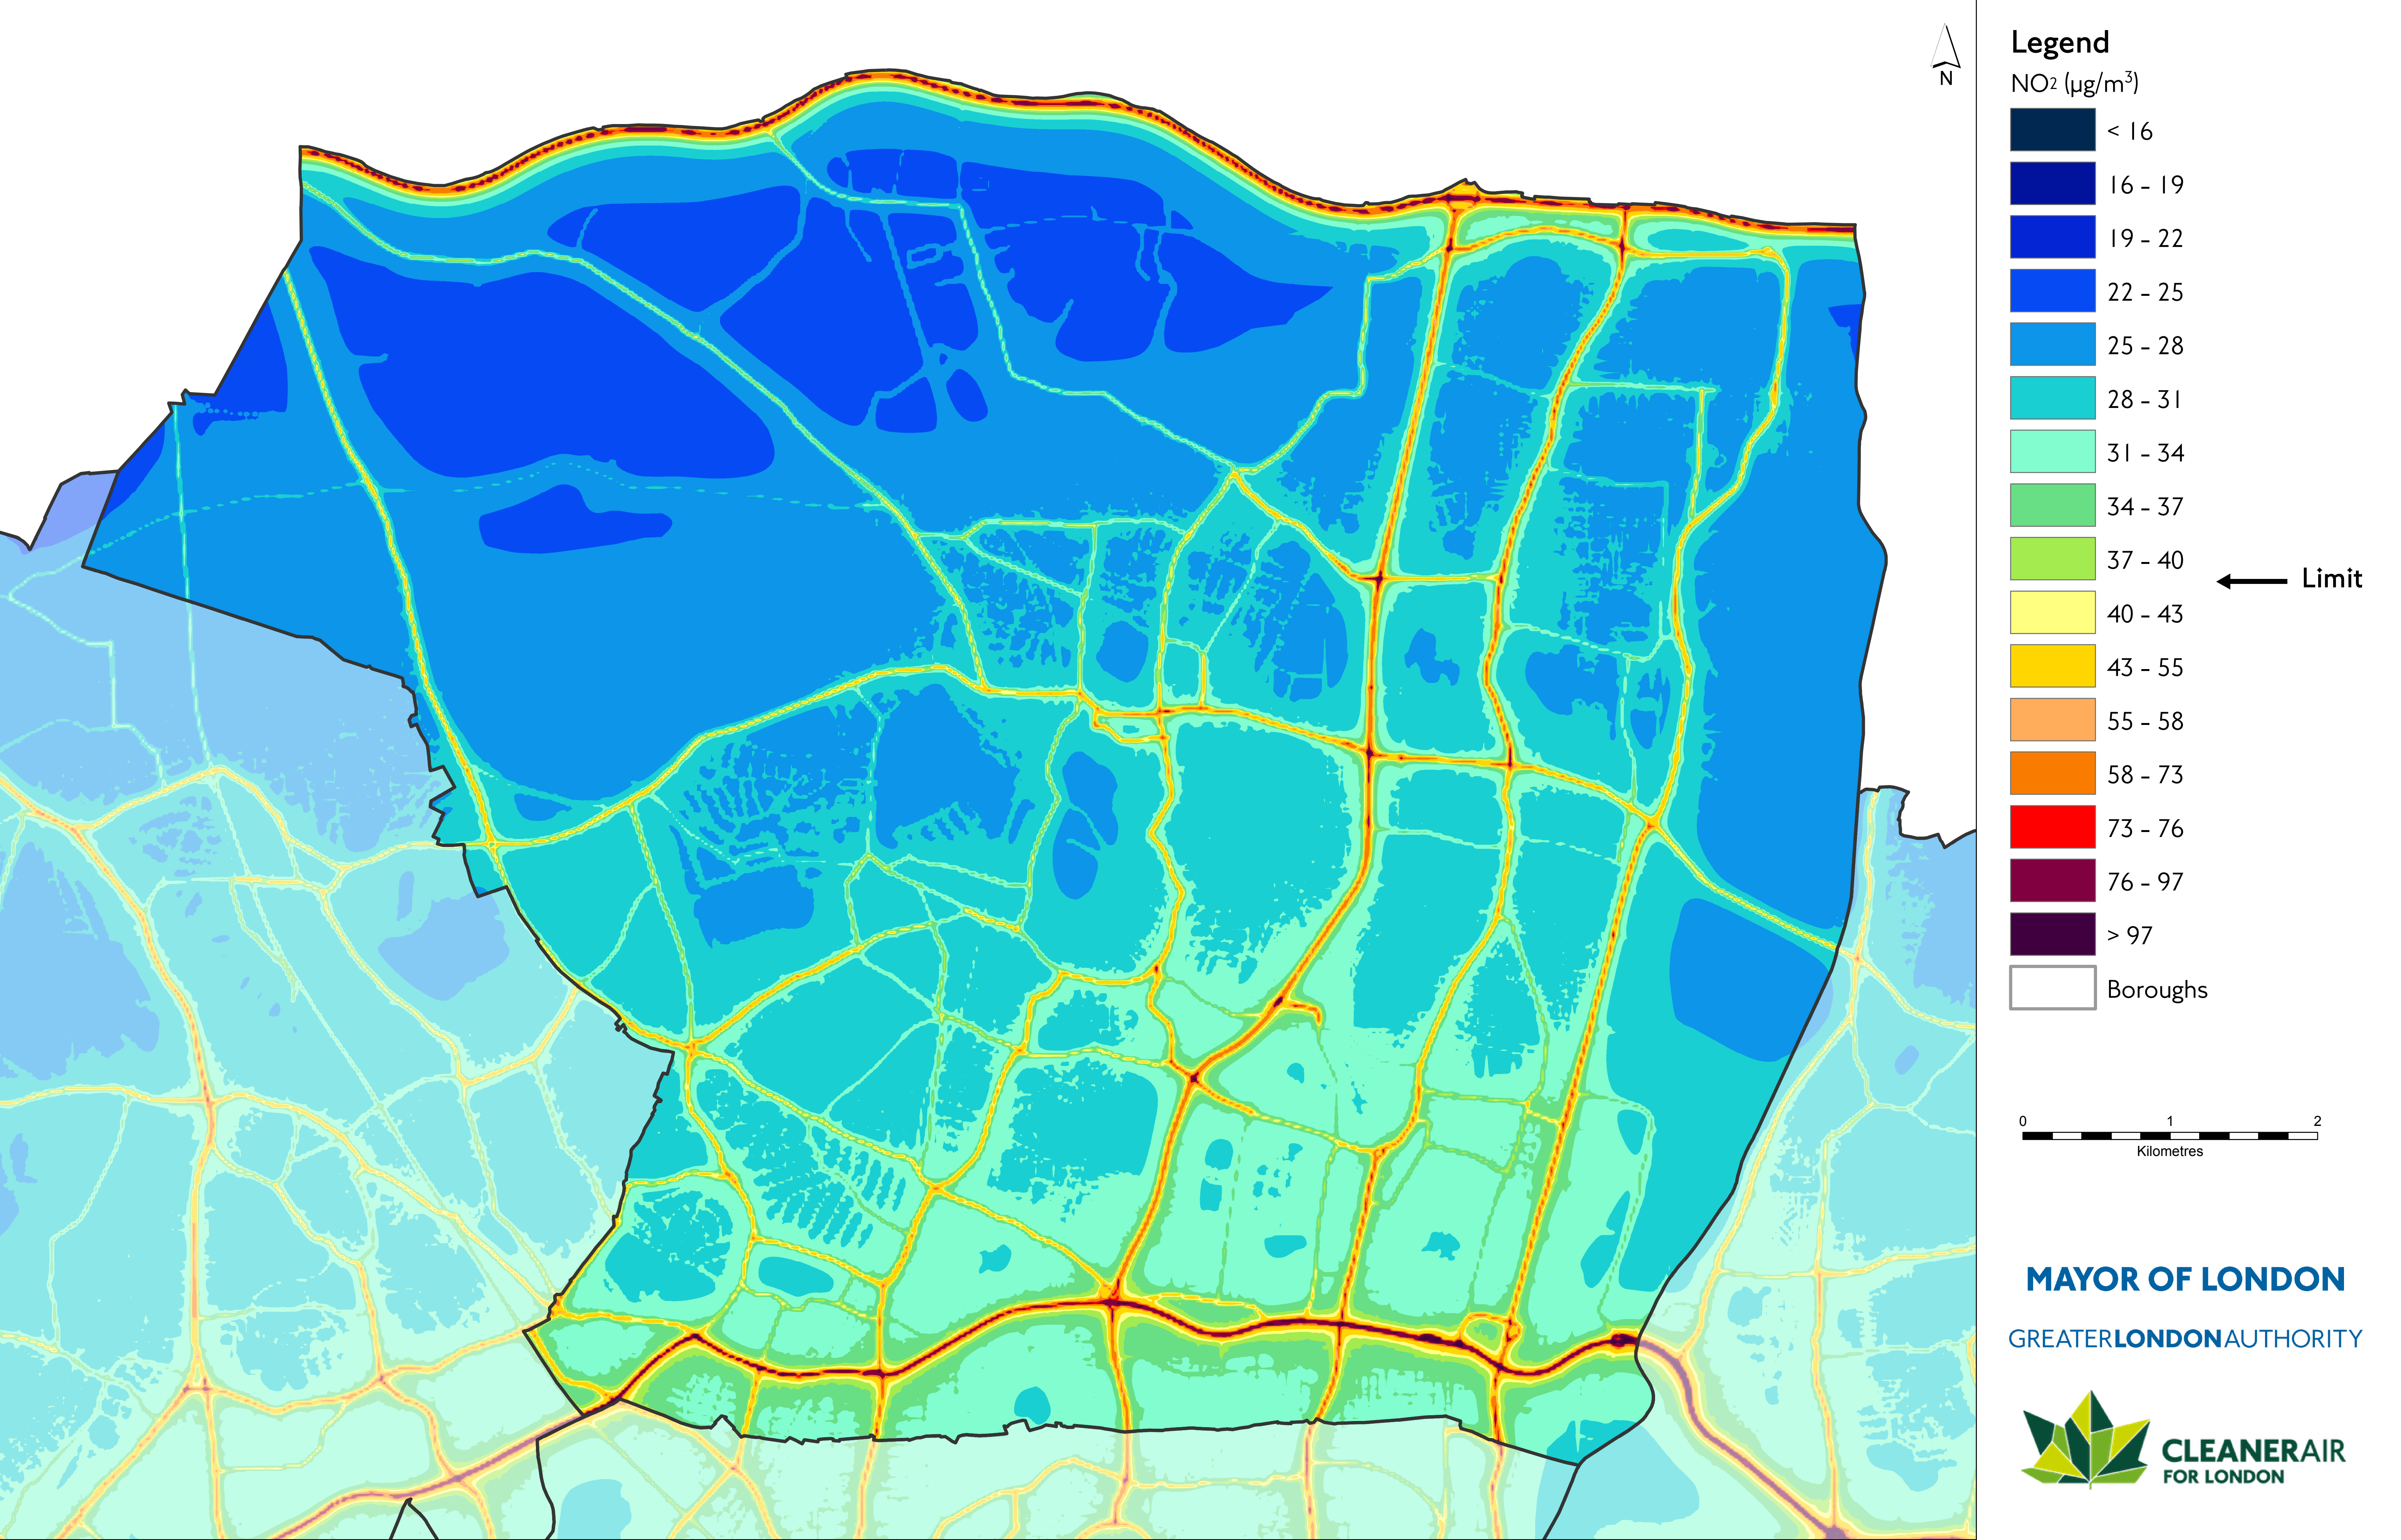 N
Legend
NO2 (µg/m3)
< 16
16 - 19
19 - 22
22 - 25
25 - 28
28 - 31
31 - 34
34 - 37
37 - 40
Limit
40 - 43
43 - 55
55 - 58
58 - 73
73 - 76
76 - 97
> 97
Boroughs
0 1 2
Kilometres
MAYOR OF LONDON
GREATERLONDONAUTHORITY
CLEANERAIR
FOR LONDON